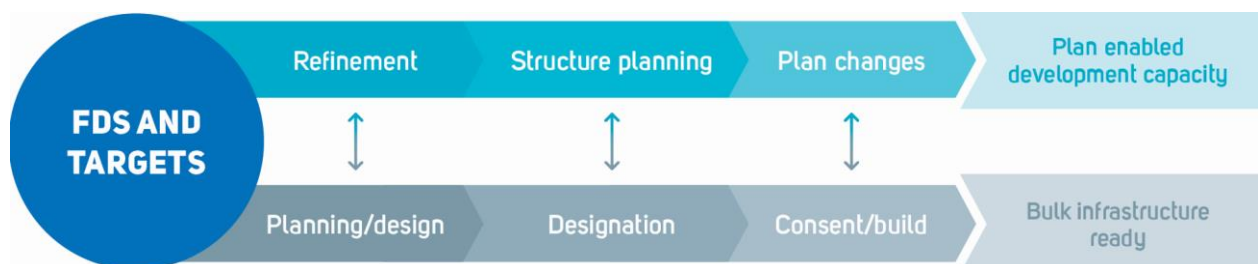 FDS AND
TARGETS
Refinement
Structure planning
Plan changes
Plan enabled
development capacity
Planning/design
Designation
Consent/build
Bulk infrastructure
ready